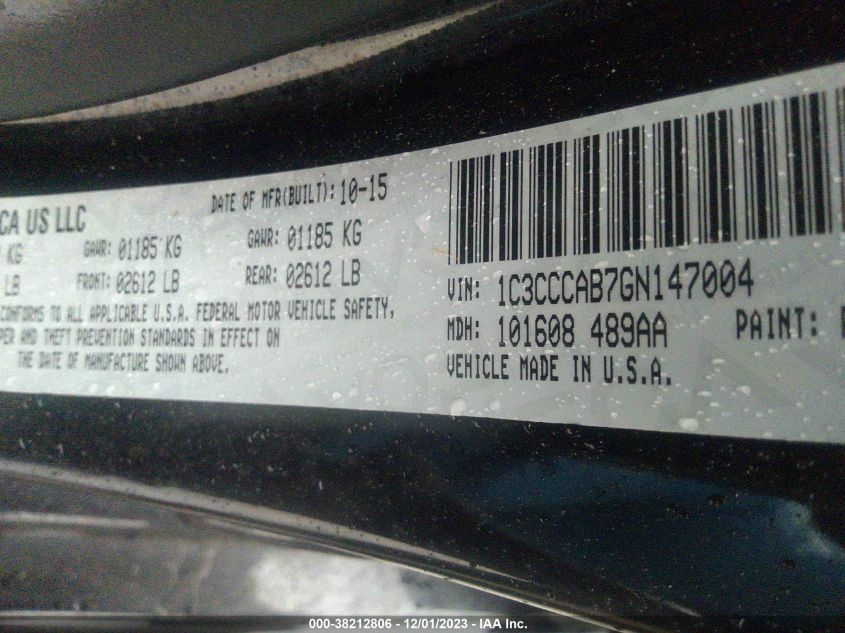 CA US LLC
DATE OF MFR(BUILT): 10-15
KG GAWR: 01185 KG GAWR: 01185 KG
LB FRONT: 02612 LB REAR: 02612 LB
CONFORMS TO ALL APPLICABLE U.S.A. FEDERAL MOTOR VEHICLE SAFETY,
PER AND THEFT PREVENTION STANDARDS IN EFFECT ON
THE DATE OF MANUFACTURE SHOWN ABOVE.
VIN: 1C3CCCAB7GN147004
MDH: 101608 489AA PAINT:
VEHICLE MADE IN U.S.A.
000-38212806 - 12/01/2023 - IAA Inc.